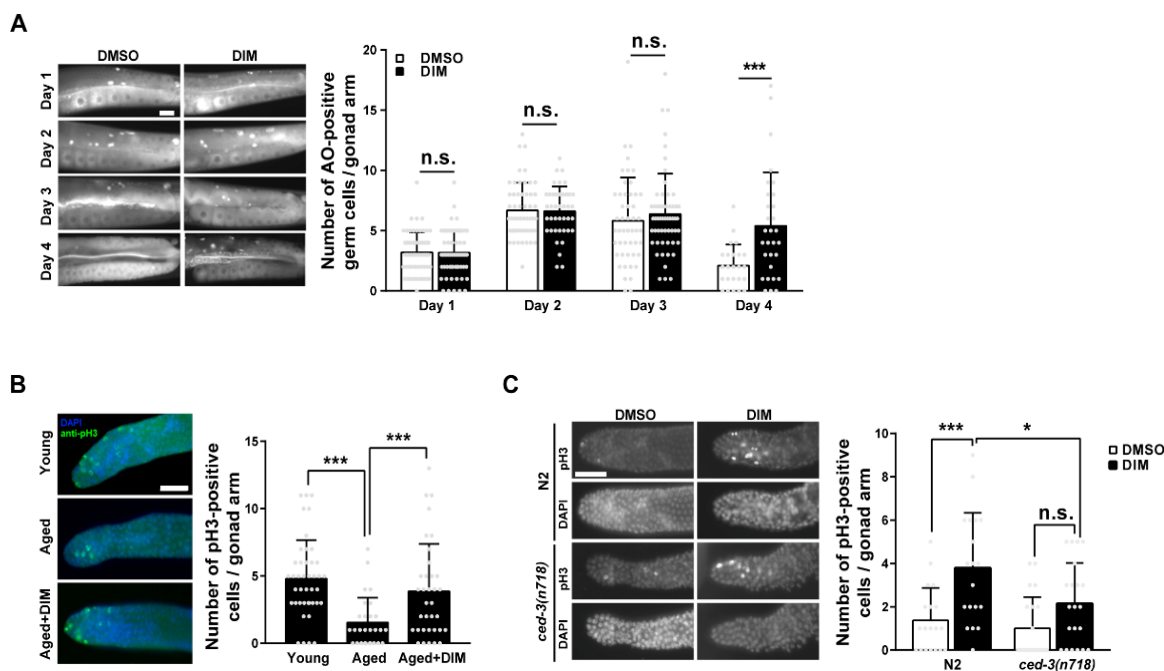 A
DMSO DIM
Day 1
Day 2
Day 3
Day 4
Number of AO-positive
germ cells / gonad arm
20
15
10
5
0
DMSO
DIM
n.s.
n.s.
n.s.
***
Day 1 Day 2 Day 3 Day 4
B
DAPI
anti-pH3
Young
Aged
Aged+DIM
Number of pH3-positive
cells / gonad arm
15
10
5
0
***
***
Young Aged Aged+DIM
C
DMSO DIM
N2
pH3
DAPI
ced-3(n718)
pH3
DAPI
Number of pH3-positive
cells / gonad arm
10
8
6
4
2
0
***
*
n.s.
DMSO
DIM
N2 ced-3(n718)